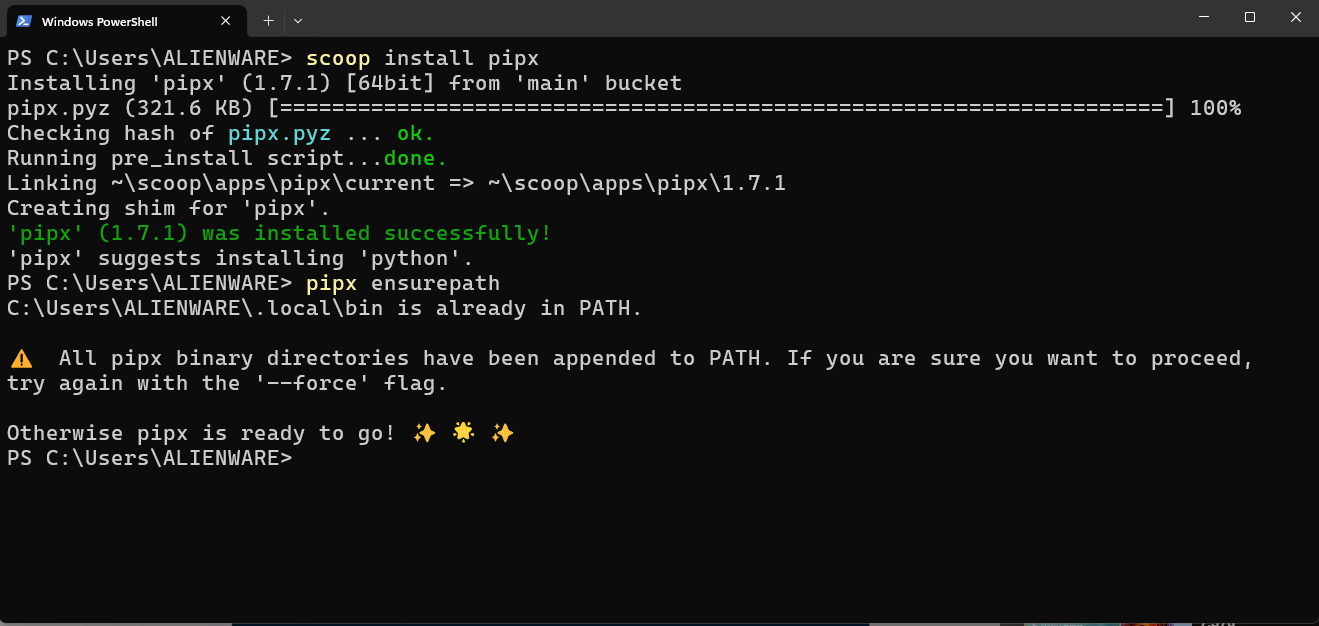 Windows PowerShell
PS C:\Users\ALIENWARE> scoop install pipx
Installing 'pipx' (1.7.1) [64bit] from 'main' bucket
pipx.pyz (321.6 KB) [====================================================================] 100%
Checking hash of pipx.pyz ... ok.
Running pre_install script...done.
Linking ~\scoop\apps\pipx\current => ~\scoop\apps\pipx\1.7.1
Creating shim for 'pipx'.
'pipx' (1.7.1) was installed successfully!
'pipx' suggests installing 'python'.
PS C:\Users\ALIENWARE> pipx ensurepath
C:\Users\ALIENWARE\.local\bin is already in PATH.
⚠️  All pipx binary directories have been appended to PATH. If you are sure you want to proceed,
try again with the '--force' flag.
Otherwise pipx is ready to go! ✨ 🌟 ✨
PS C:\Users\ALIENWARE>